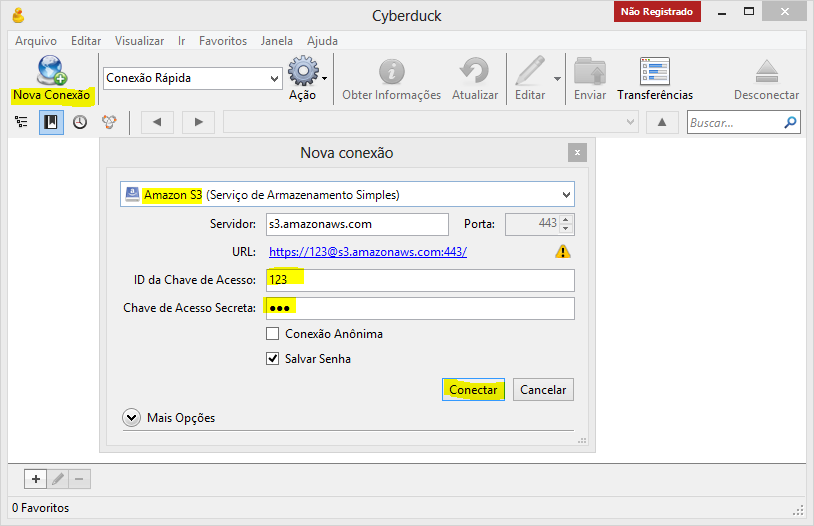 Cyberduck
Não Registrado
Arquivo Editar Visualizar Ir Favoritos Janela Ajuda
Nova Conexão
Conexão Rápida
Ação
Obter Informações
Atualizar
Editar
Enviar
Transferências
Desconectar
Buscar...
Nova conexão
Amazon S3 (Serviço de Armazenamento Simples)
Servidor: s3.amazonaws.com Porta: 443
URL: https://123@s3.amazonaws.com:443/
ID da Chave de Acesso: 123
Chave de Acesso Secreta: ●●●
Conexão Anônima
Salvar Senha
Conectar Cancelar
Mais Opções
0 Favoritos